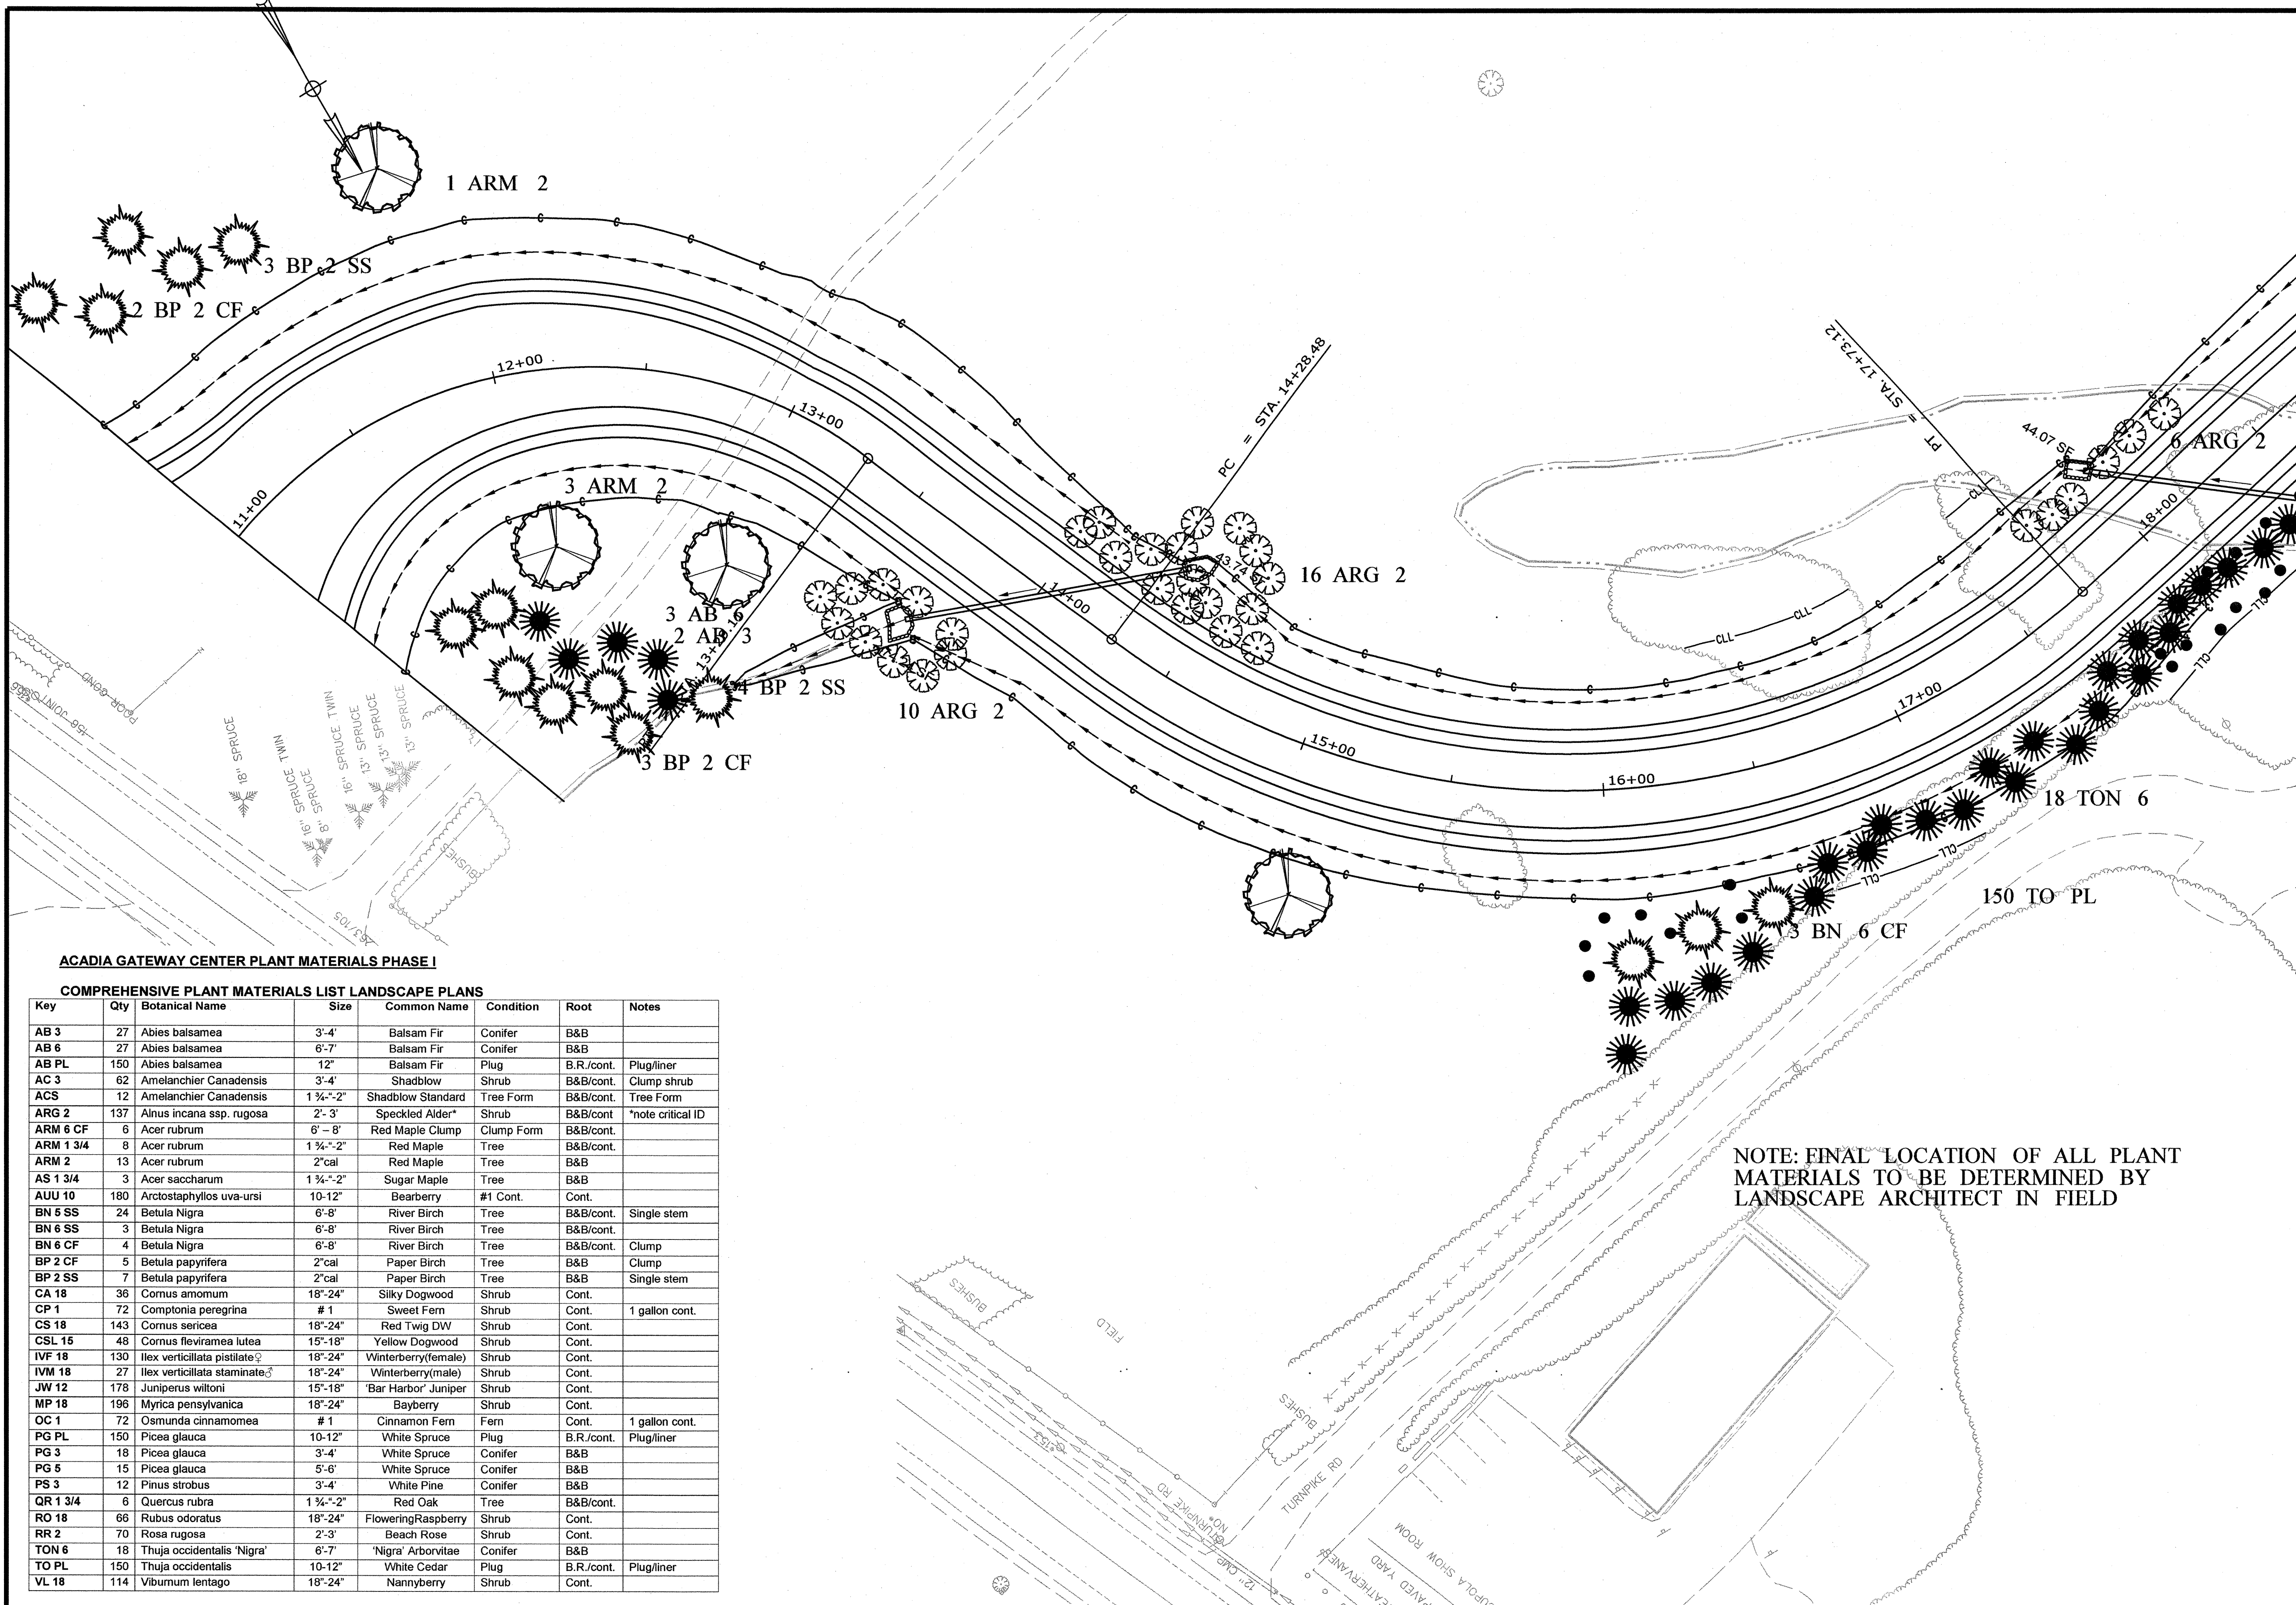 1 ARM 2
3 BP 2 SS
2 BP 2 CF
12+00
13+00
11+00
3 ARM 2
3 AB 6
2 AB 3
4 BP 2 SS
3 BP 2 CF
10 ARG 2
14+00
PC = STA. 14+28.48
16 ARG 2
15+00
16+00
17+00
18+00
PT = STA. 17+73.12
44.07 SF
6 ARG 2
CLL
CLL
CLL
CLL
CLL
CLL
CLL
18 TON 6
150 TO PL
3 BN 6 CF
POOR COND
18" SPRUCE
16" SPRUCE TWIN
8" SPRUCE
16" SPRUCE TWIN
13" SPRUCE
13" SPRUCE
13" SPRUCE
BUSHES
263/105
NOTE: FINAL LOCATION OF ALL PLANT
MATERIALS TO BE DETERMINED BY
LANDSCAPE ARCHITECT IN FIELD
BUSHES
FIELD
BUSHES
TURNPIKE RD
TURNPIKE RD
12" CMP
PAVED YARD
SHOW ROOM
ACADIA GATEWAY CENTER PLANT MATERIALS PHASE I
COMPREHENSIVE PLANT MATERIALS LIST LANDSCAPE PLANS
Key Qty Botanical Name Size Common Name Condition Root Notes
AB 3 27 Abies balsamea 3'-4' Balsam Fir Conifer B&B
AB 6 27 Abies balsamea 6'-7' Balsam Fir Conifer B&B
AB PL 150 Abies balsamea 12" Balsam Fir Plug B.R./cont. Plug/liner
AC 3 62 Amelanchier Canadensis 3'-4' Shadblow Shrub B&B/cont. Clump shrub
ACS 12 Amelanchier Canadensis 1 ¾-"-2" Shadblow Standard Tree Form B&B/cont. Tree Form
ARG 2 137 Alnus incana ssp. rugosa 2'- 3' Speckled Alder* Shrub B&B/cont *note critical ID
ARM 6 CF 6 Acer rubrum 6' – 8' Red Maple Clump Clump Form B&B/cont.
ARM 1 3/4 8 Acer rubrum 1 ¾-"-2" Red Maple Tree B&B/cont.
ARM 2 13 Acer rubrum 2"cal Red Maple Tree B&B
AS 1 3/4 3 Acer saccharum 1 ¾-"-2" Sugar Maple Tree B&B
AUU 10 180 Arctostaphyllos uva-ursi 10-12" Bearberry #1 Cont. Cont.
BN 5 SS 24 Betula Nigra 6'-8' River Birch Tree B&B/cont. Single stem
BN 6 SS 3 Betula Nigra 6'-8' River Birch Tree B&B/cont.
BN 6 CF 4 Betula Nigra 6'-8' River Birch Tree B&B/cont. Clump
BP 2 CF 5 Betula papyrifera 2"cal Paper Birch Tree B&B Clump
BP 2 SS 7 Betula papyrifera 2"cal Paper Birch Tree B&B Single stem
CA 18 36 Cornus amomum 18"-24" Silky Dogwood Shrub Cont.
CP 1 72 Comptonia peregrina # 1 Sweet Fern Shrub Cont. 1 gallon cont.
CS 18 143 Cornus sericea 18"-24" Red Twig DW Shrub Cont.
CSL 15 48 Cornus fleviramea lutea 15"-18" Yellow Dogwood Shrub Cont.
IVF 18 130 Ilex verticillata pistilate♀ 18"-24" Winterberry(female) Shrub Cont.
IVM 18 27 Ilex verticillata staminate♂ 18"-24" Winterberry(male) Shrub Cont.
JW 12 178 Juniperus wiltoni 15"-18" 'Bar Harbor' Juniper Shrub Cont.
MP 18 196 Myrica pensylvanica 18"-24" Bayberry Shrub Cont.
OC 1 72 Osmunda cinnamomea # 1 Cinnamon Fern Fern Cont. 1 gallon cont.
PG PL 150 Picea glauca 10-12" White Spruce Plug B.R./cont. Plug/liner
PG 3 18 Picea glauca 3'-4' White Spruce Conifer B&B
PG 5 15 Picea glauca 5'-6' White Spruce Conifer B&B
PS 3 12 Pinus strobus 3'-4' White Pine Conifer B&B
QR 1 3/4 6 Quercus rubra 1 ¾-"-2" Red Oak Tree B&B/cont.
RO 18 66 Rubus odoratus 18"-24" FloweringRaspberry Shrub Cont.
RR 2 70 Rosa rugosa 2'-3' Beach Rose Shrub Cont.
TON 6 18 Thuja occidentalis 'Nigra' 6'-7' 'Nigra' Arborvitae Conifer B&B
TO PL 150 Thuja occidentalis 10-12" White Cedar Plug B.R./cont. Plug/liner
VL 18 114 Viburnum lentago 18"-24" Nannyberry Shrub Cont.